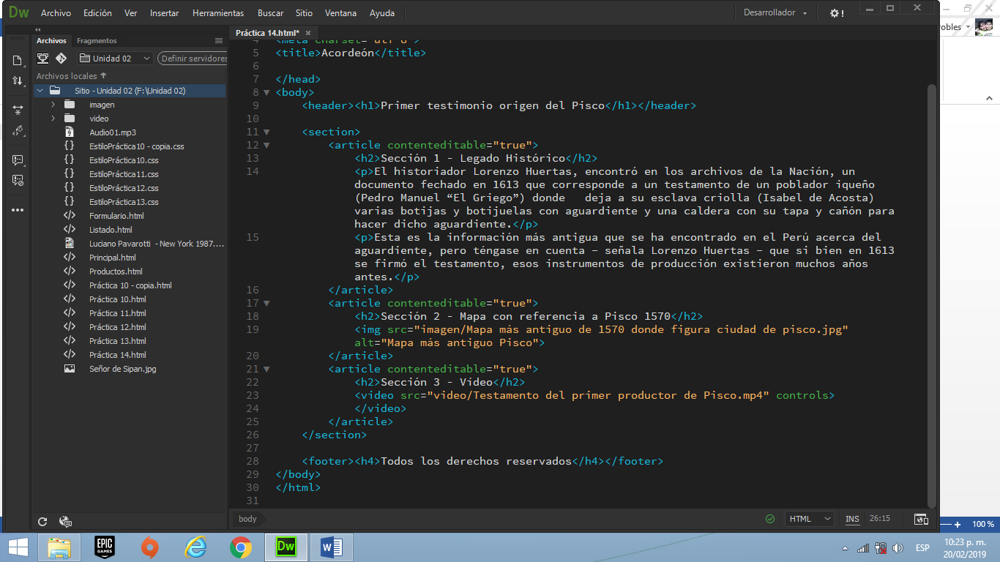 Dw Archivo Edición Ver Insertar Herramientas Buscar Sitio Ventana Ayuda Desarrollador
robles
Archivos Fragmentos
Práctica 14.html*
Unidad 02 Definir servidores
Archivos locales
Sitio - Unidad 02 (F:\Unidad 02)
imagen
video
Audio01.mp3
EstiloPráctica10 - copia.css
EstiloPráctica10.css
EstiloPráctica11.css
EstiloPráctica12.css
EstiloPráctica13.css
Formulario.html
Listado.html
Luciano Pavarotti - New York 1987....
Principal.html
Productos.html
Práctica 10 - copia.html
Práctica 10.html
Práctica 11.html
Práctica 12.html
Práctica 13.html
Práctica 14.html
Señor de Sipan.jpg
4 <meta charset="utf-8">
5 <title>Acordeón</title>
6
7 </head>
8 <body>
9 <header><h1>Primer testimonio origen del Pisco</h1></header>
10
11 <section>
12 <article contenteditable="true">
13 <h2>Sección 1 - Legado Histórico</h2>
14 <p>El historiador Lorenzo Huertas, encontró en los archivos de la Nación, un
documento fechado en 1613 que corresponde a un testamento de un poblador iqueño
(Pedro Manuel “El Griego”) donde deja a su esclava criolla (Isabel de Acosta)
varias botijas y botijuelas con aguardiente y una caldera con su tapa y cañón para
hacer dicho aguardiente.</p>
15 <p>Esta es la información más antigua que se ha encontrado en el Perú acerca del
aguardiente, pero téngase en cuenta – señala Lorenzo Huertas – que si bien en 1613
se firmó el testamento, esos instrumentos de producción existieron muchos años
antes.</p>
16 </article>
17 <article contenteditable="true">
18 <h2>Sección 2 - Mapa con referencia a Pisco 1570</h2>
19 <img src="imagen/Mapa más antiguo de 1570 donde figura ciudad de pisco.jpg"
alt="Mapa más antiguo Pisco">
20 </article>
21 <article contenteditable="true">
22 <h2>Sección 3 - Vídeo</h2>
23 <video src="video/Testamento del primer productor de Pisco.mp4" controls>
24 </video>
25 </article>
26 </section>
27
28 <footer><h4>Todos los derechos reservados</h4></footer>
29 </body>
30 </html>
31
body HTML INS 26:15
100 %
EPIC GAMES Dw ESP 10:23 p. m.
20/02/2019